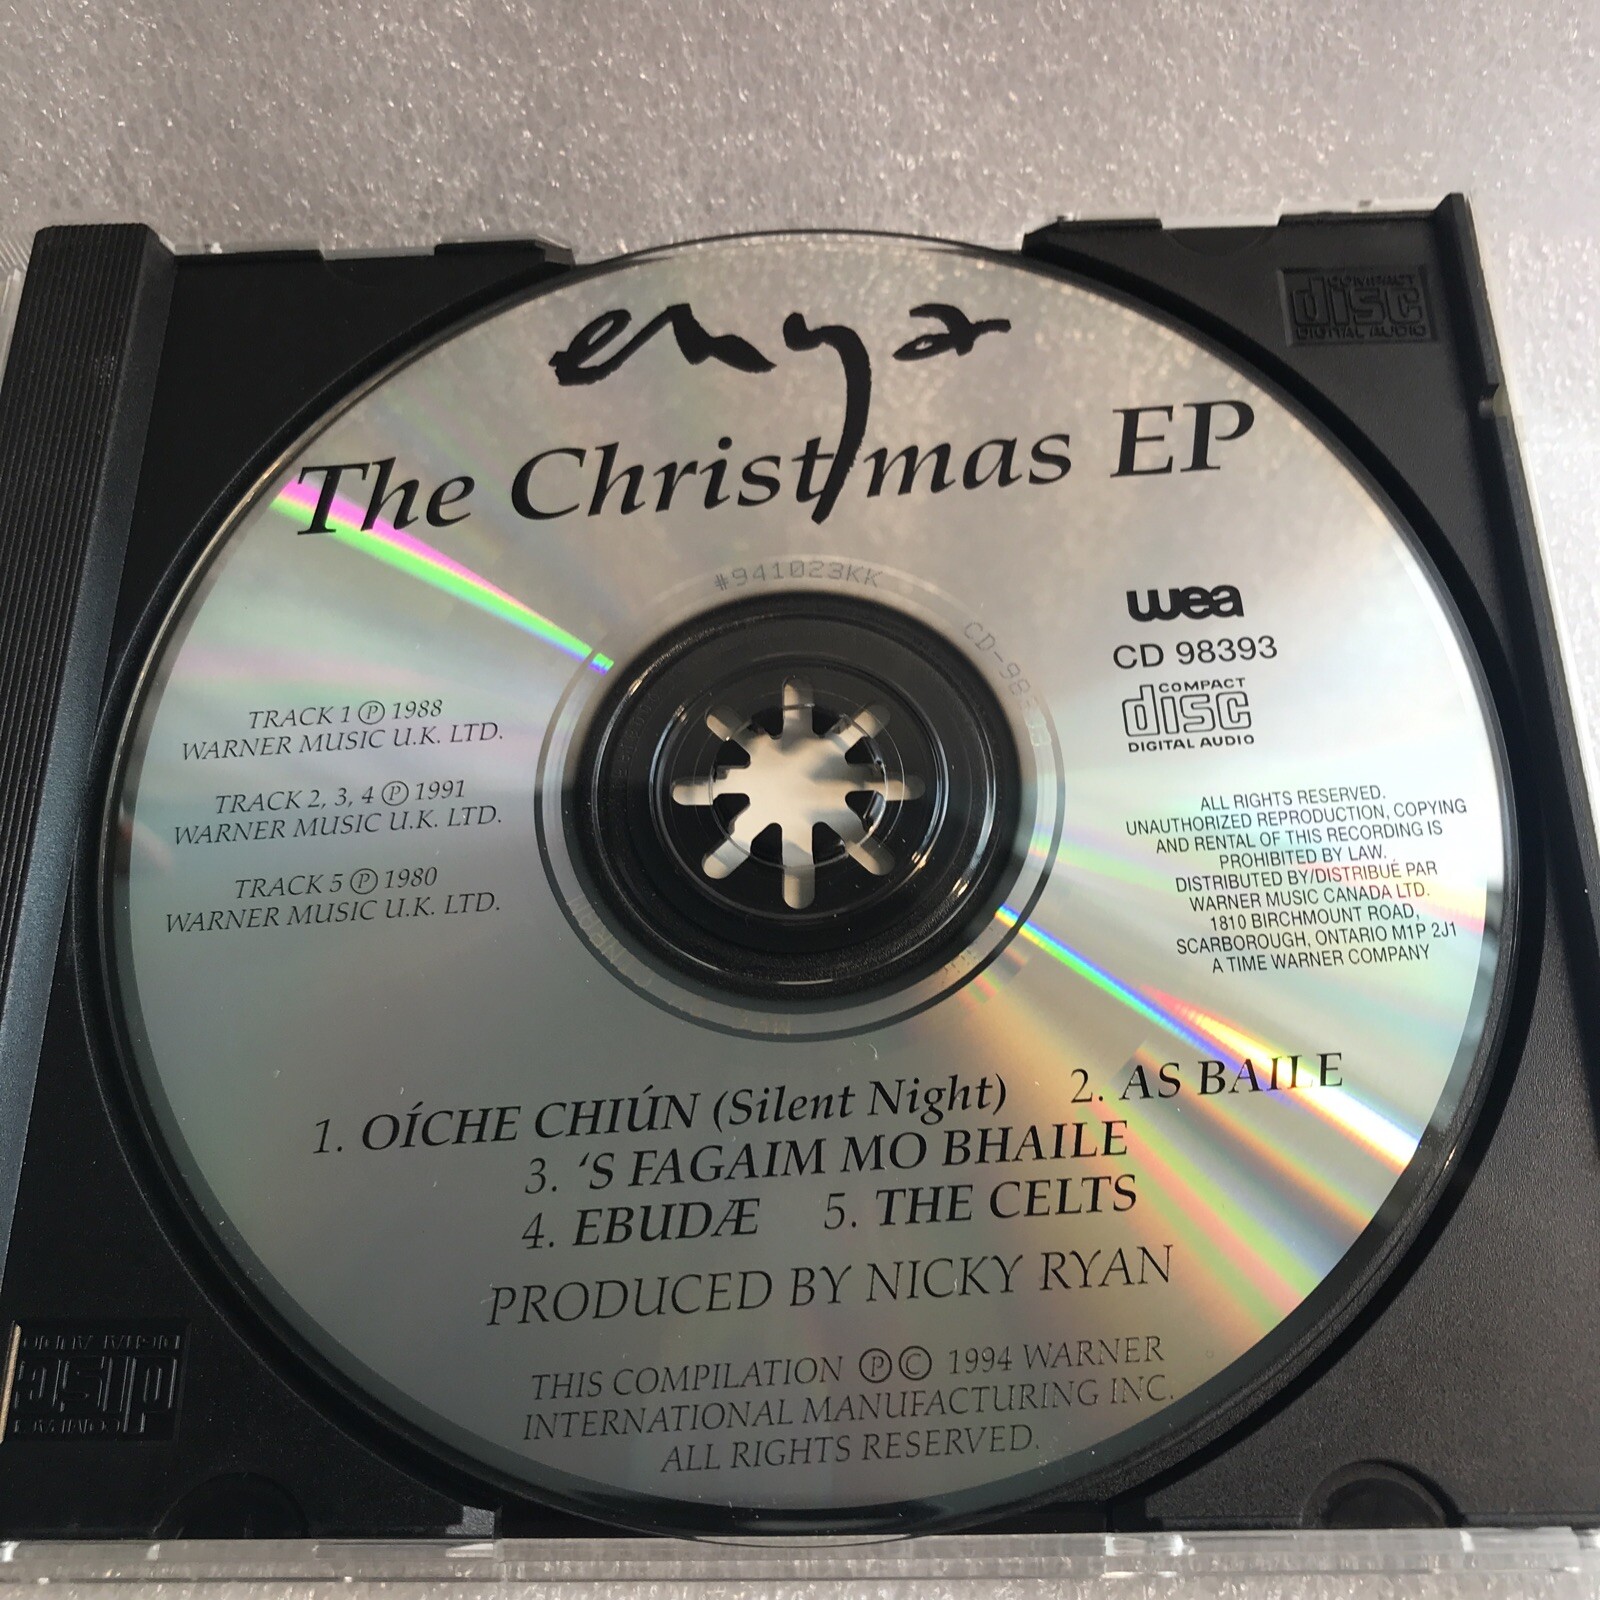 enya
The Christmas EP
#941023KK
wea
CD 98393
COMPACT
disc
DIGITAL AUDIO
TRACK 1 Ⓟ 1988
WARNER MUSIC U.K. LTD.
TRACK 2, 3, 4 Ⓟ 1991
WARNER MUSIC U.K. LTD.
TRACK 5 Ⓟ 1980
WARNER MUSIC U.K. LTD.
ALL RIGHTS RESERVED.
UNAUTHORIZED REPRODUCTION, COPYING
AND RENTAL OF THIS RECORDING IS
PROHIBITED BY LAW.
DISTRIBUTED BY/DISTRIBUÉ PAR
WARNER MUSIC CANADA LTD.
1810 BIRCHMOUNT ROAD,
SCARBOROUGH, ONTARIO M1P 2J1
A TIME WARNER COMPANY
1. OÍCHE CHIÚN (Silent Night) 2. AS BAILE
3. ‘S FAGAIM MO BHAILE
4. EBUDÆ 5. THE CELTS
PRODUCED BY NICKY RYAN
THIS COMPILATION Ⓟ © 1994 WARNER
INTERNATIONAL MANUFACTURING INC.
ALL RIGHTS RESERVED.
COMPACT
disc
DIGITAL AUDIO
COMPACT
disc
DIGITAL AUDIO